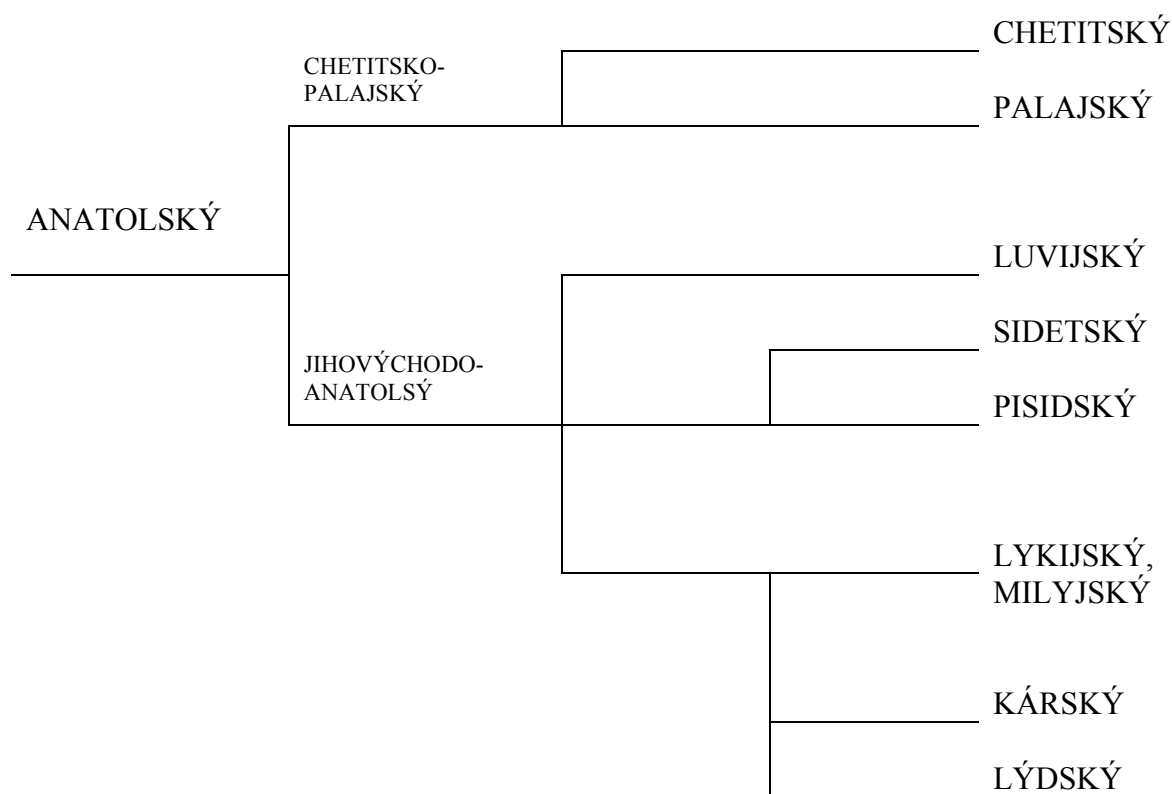 CHETITSKÝ
CHETITSKO-
PALAJSKÝ
PALAJSKÝ
ANATOLSKÝ
LUVIJSKÝ
SIDETSKÝ
JIHOVÝCHODO-
ANATOLSÝ
PISIDSKÝ
LYKIJSKÝ,
MILYJSKÝ
KÁRSKÝ
LÝDSKÝ